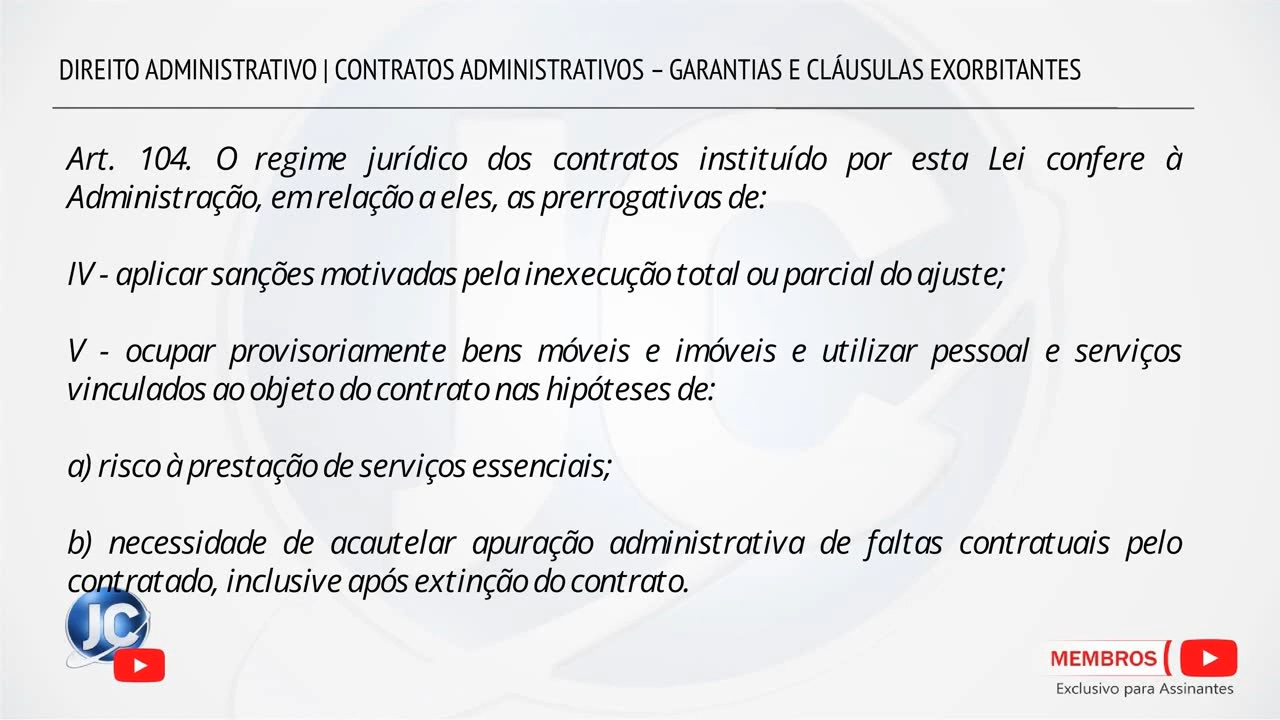 DIREITO ADMINISTRATIVO | CONTRATOS ADMINISTRATIVOS – GARANTIAS E CLÁUSULAS EXORBITANTES
Art. 104. O regime jurídico dos contratos instituído por esta Lei confere à
Administração, em relação a eles, as prerrogativas de:
IV - aplicar sanções motivadas pela inexecução total ou parcial do ajuste;
V - ocupar provisoriamente bens móveis e imóveis e utilizar pessoal e serviços
vinculados ao objeto do contrato nas hipóteses de:
a) risco à prestação de serviços essenciais;
b) necessidade de acautelar apuração administrativa de faltas contratuais pelo
contratado, inclusive após extinção do contrato.
JC
MEMBROS
Exclusivo para Assinantes